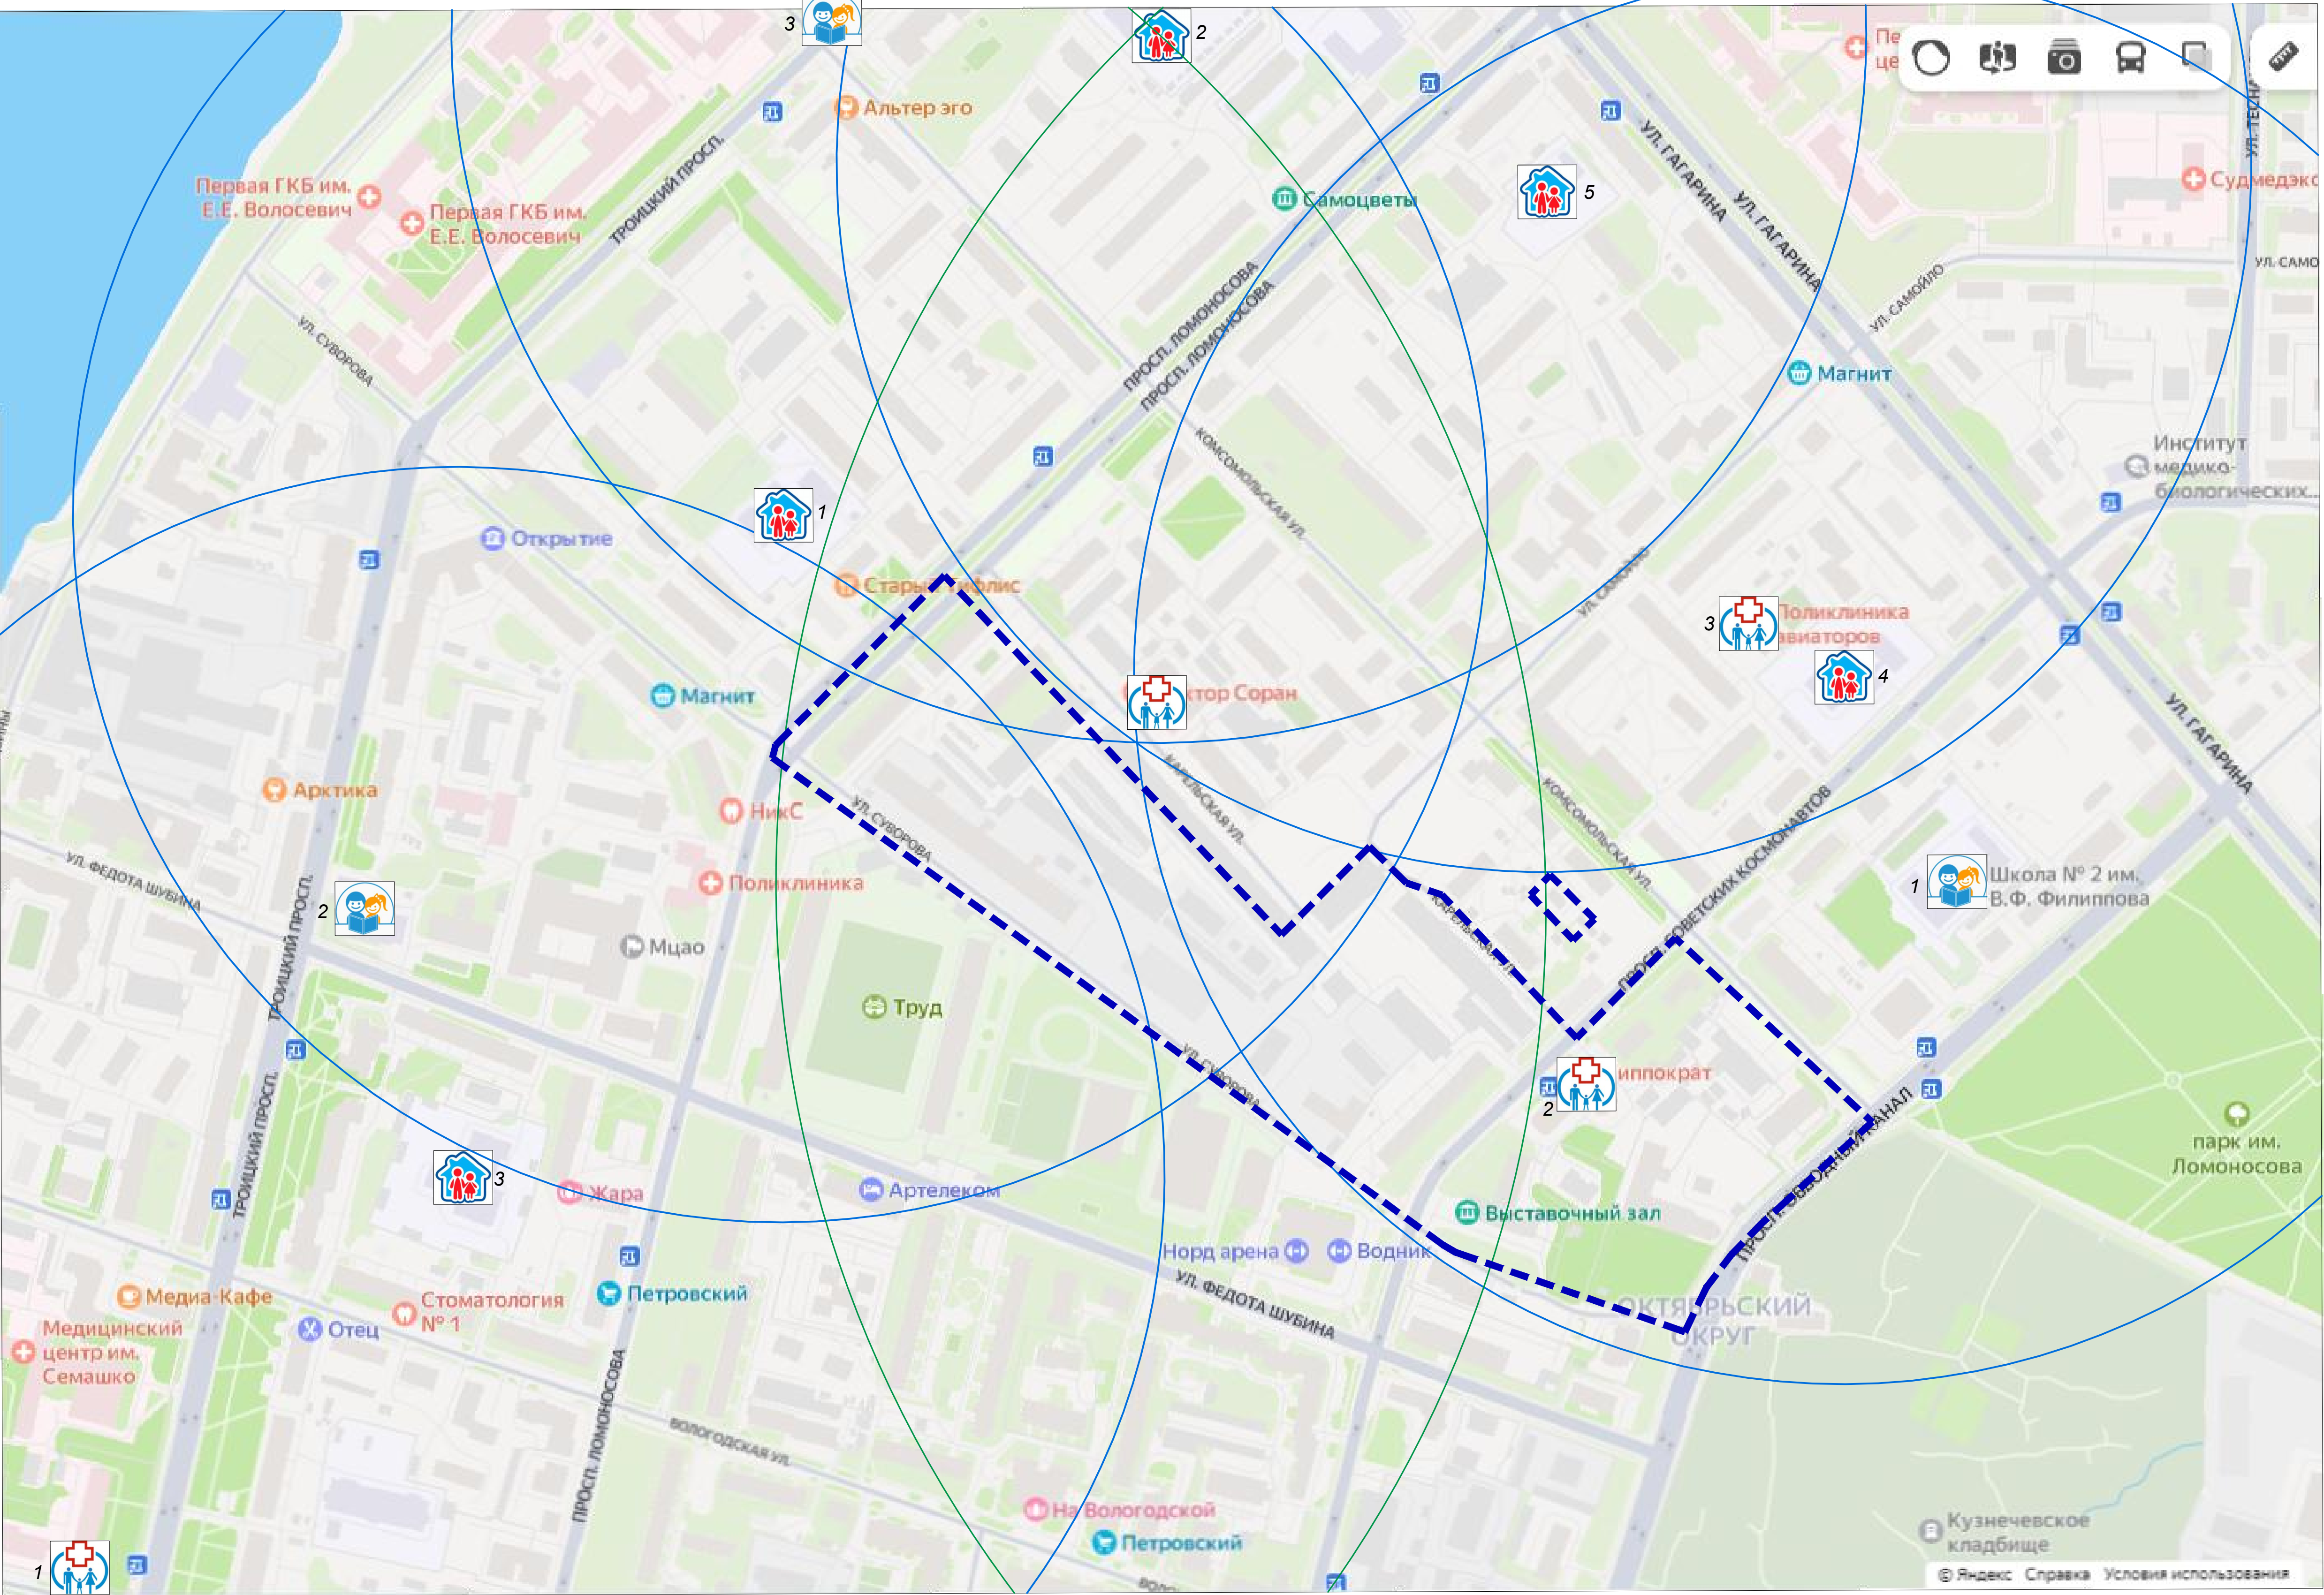 3
2
Пе
це
Альтер эго
УЛ. ТЕСНА
Первая ГКБ им.
Е.Е. Волосевич
Первая ГКБ им.
Е.Е. Волосевич
ТРОИЦКИЙ ПРОСП.
Самоцветы
5
УЛ. ГАГАРИНА
УЛ. ГАГАРИНА
Судмедэкс
УЛ. САМО
УЛ. САМОЙЛО
УЛ. СУВОРОВА
ПРОСП. ЛОМОНОСОВА
ПРОСП. ЛОМОНОСОВА
Магнит
КОМСОМОЛЬСКАЯ УЛ.
Институт
медико-
биологических...
1
Открытие
Старый Тифлис
УЛ. САМОЙЛО
3
Поликлиника
авиаторов
4
Магнит
ктор Соран
УЛ. ГАГАРИНА
Арктика
НикС
УЛ. СУВОРОВА
КАРЕЛЬСКАЯ УЛ.
КОМСОМОЛЬСКАЯ УЛ.
ПРОСП. СОВЕТСКИХ КОСМОНАВТОВ
УЛ. ФЕДОТА ШУБИНА
Поликлиника
1
Школа № 2 им.
В.Ф. Филиппова
2
ТРОИЦКИЙ ПРОСП.
Мцао
КАРЕЛЬСКАЯ УЛ.
Труд
УЛ. СУВОРОВА
иппократ
2
ТРОИЦКИЙ ПРОСП.
ПРОСП. ОБВОДНЫЙ КАНАЛ
парк им.
Ломоносова
3
Жара
Артелеком
Выставочный зал
Норд арена
Водник
УЛ. ФЕДОТА ШУБИНА
Медиа-Кафе
Петровский
ОКТЯБРЬСКИЙ
ОКРУГ
Стоматология
№ 1
Отец
Медицинский
центр им.
Семашко
ПРОСП. ЛОМОНОСОВА
ВОЛОГОДСКАЯ УЛ.
На Вологодской
Петровский
Кузнечевское
кладбище
1
© Яндекс Справка Условия использования